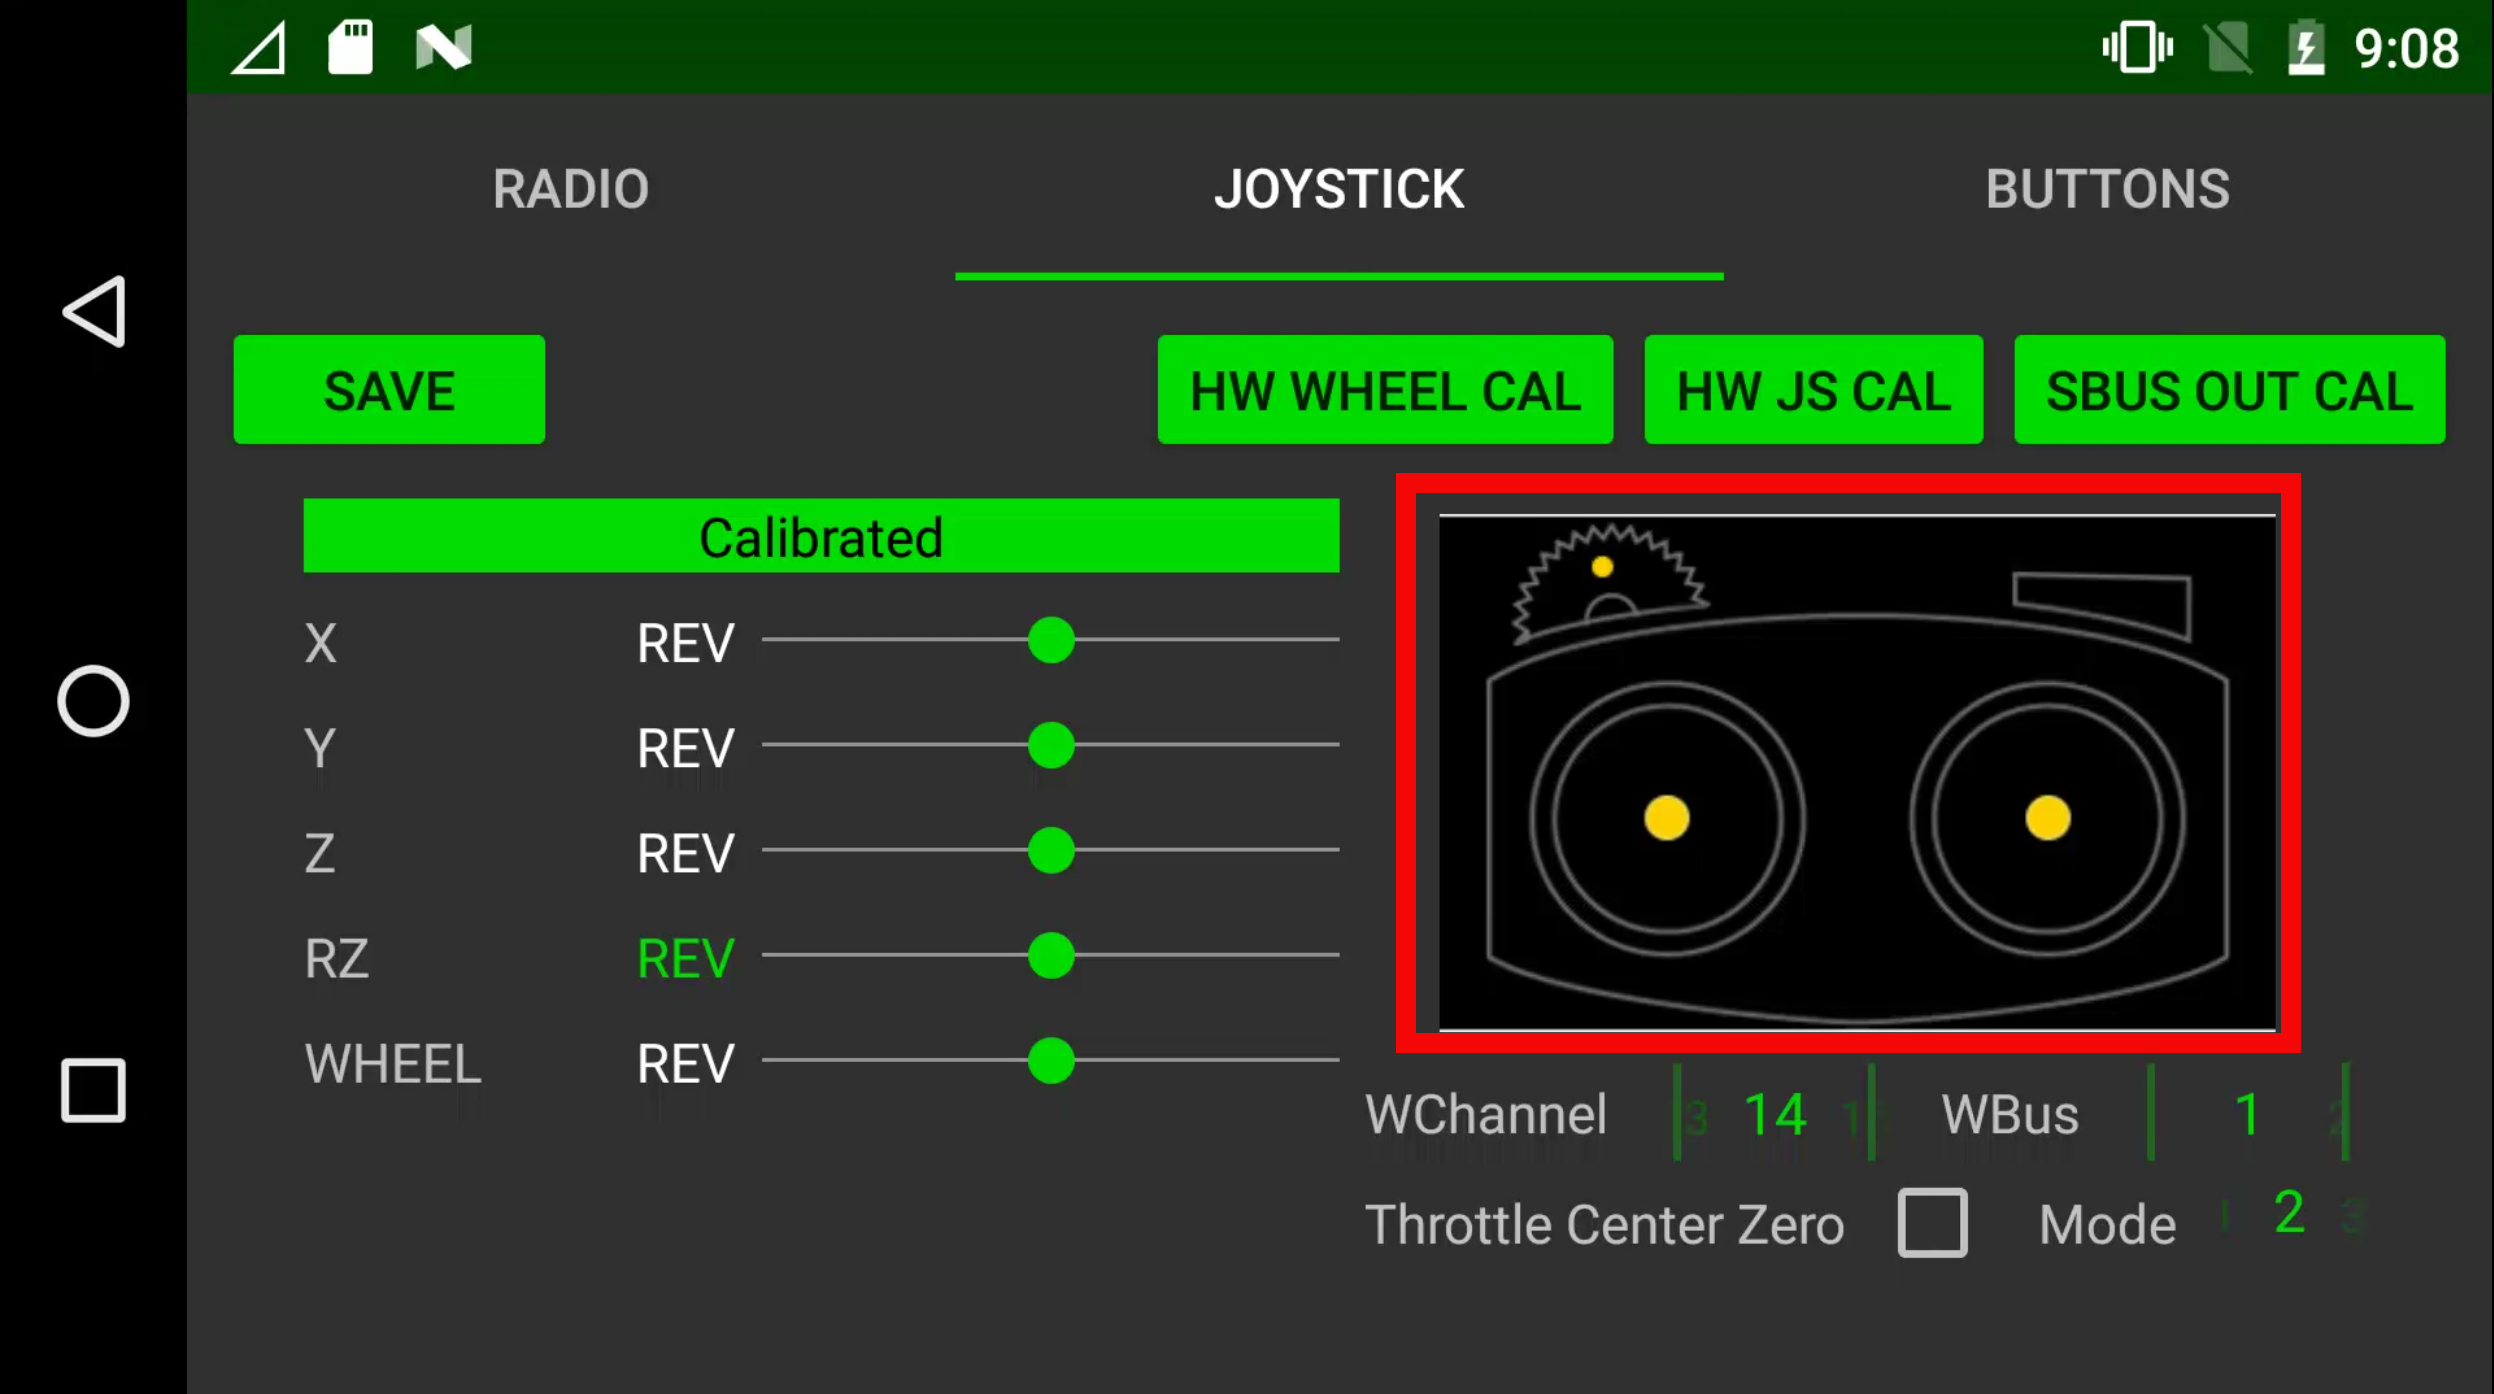 9:08
RADIO JOYSTICK BUTTONS
SAVE HW WHEEL CAL HW JS CAL SBUS OUT CAL
Calibrated
X REV
Y REV
Z REV
RZ REV
WHEEL REV
WChannel 14 WBus 1
Throttle Center Zero Mode 2